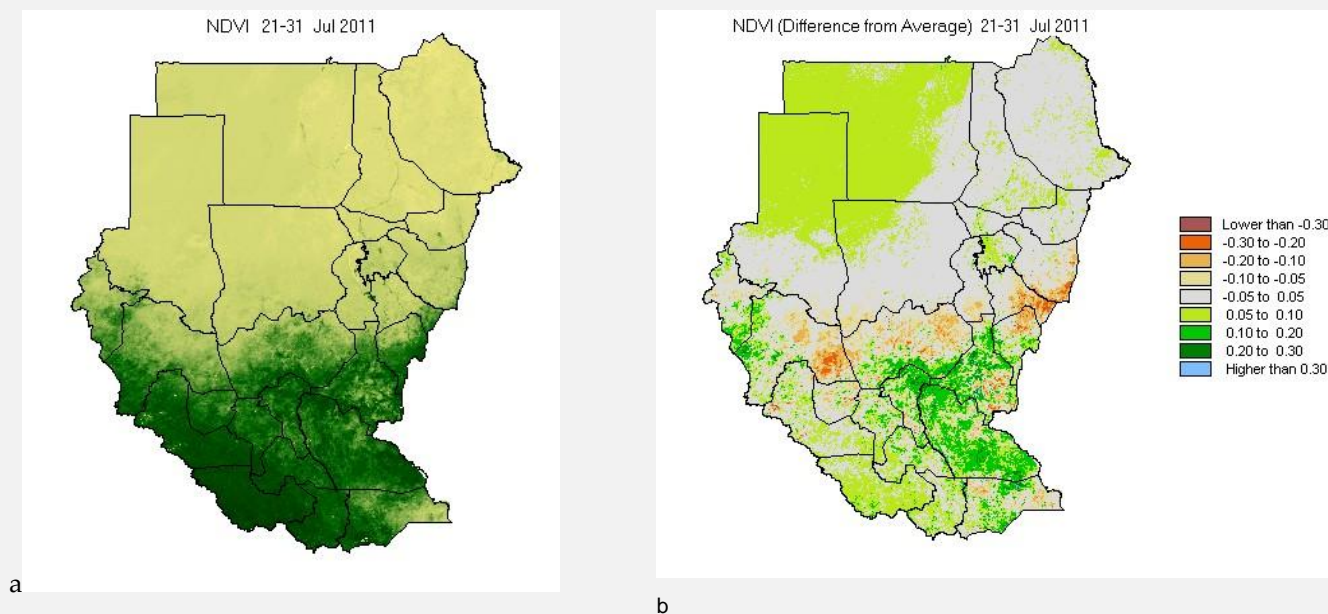 NDVI 21-31 Jul 2011
NDVI (Difference from Average) 21-31 Jul 2011
Lower than -0.30
-0.30 to -0.20
-0.20 to -0.10
-0.10 to -0.05
-0.05 to 0.05
0.05 to 0.10
0.10 to 0.20
0.20 to 0.30
Higher than 0.30
a
b